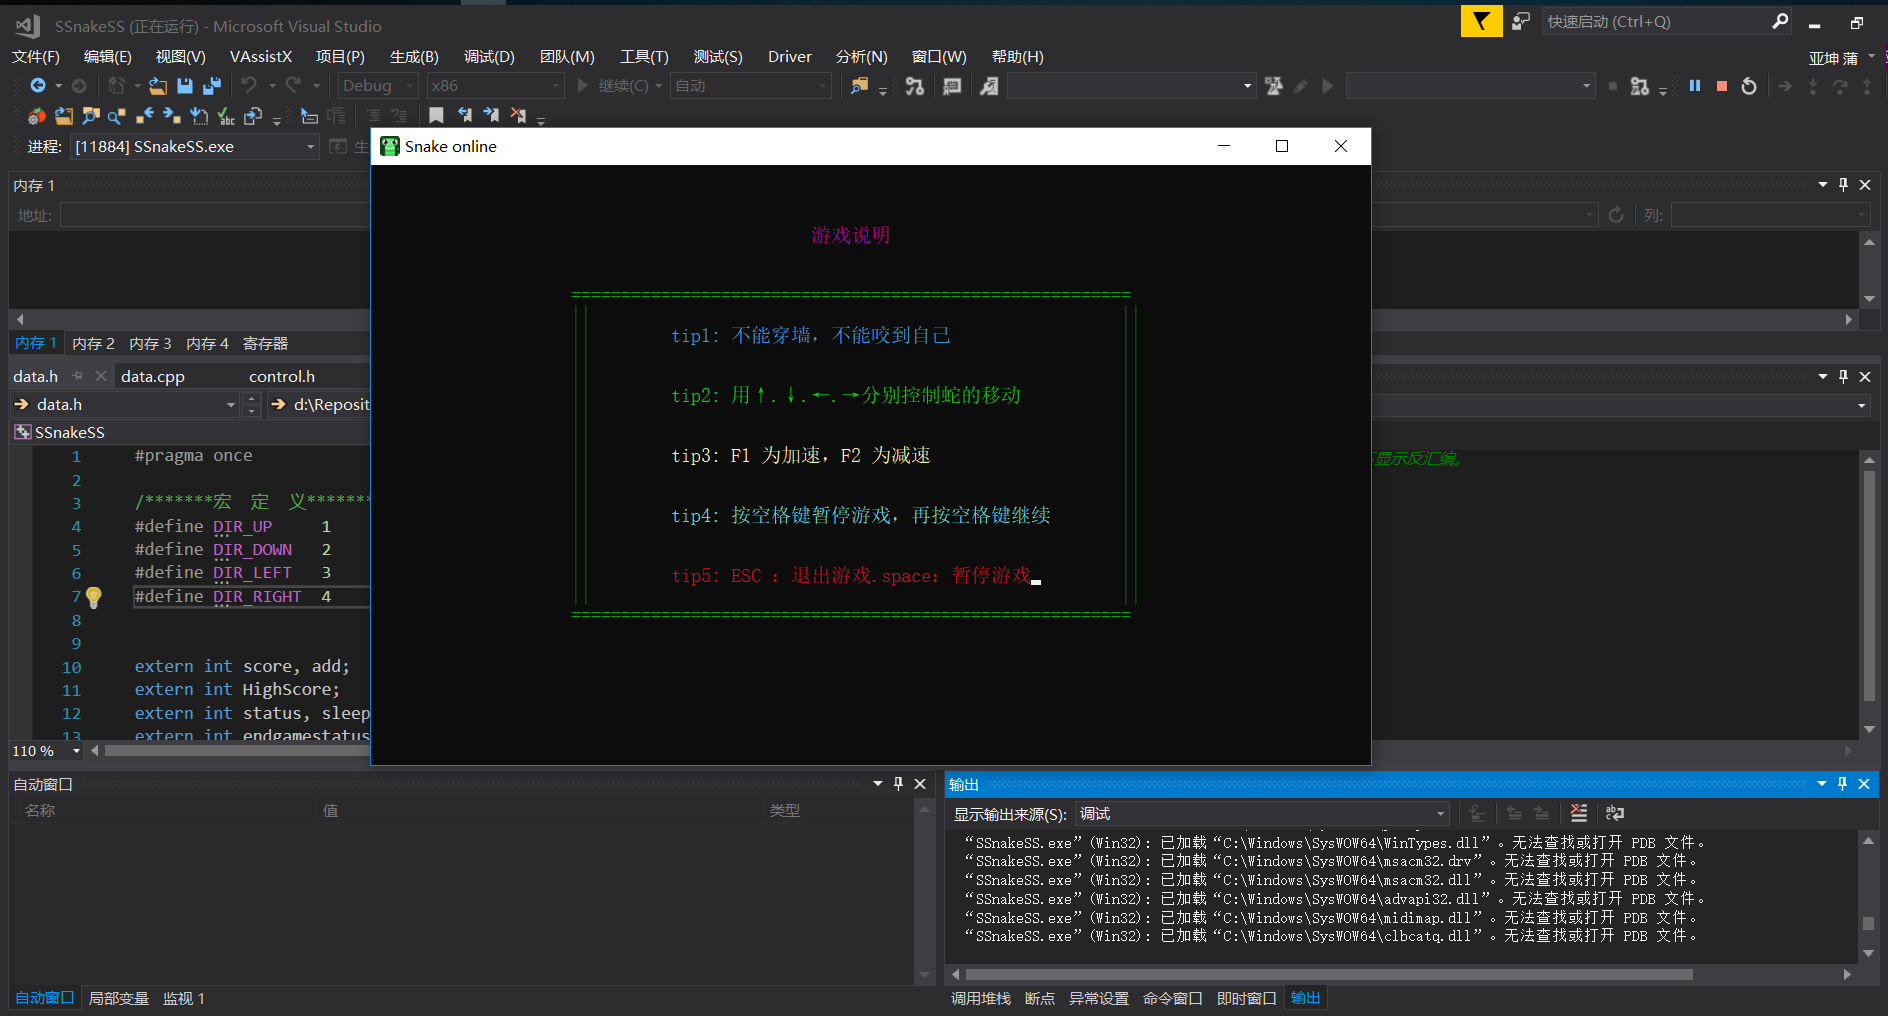 SSnakeSS (正在运行) - Microsoft Visual Studio
快速启动 (Ctrl+Q)
文件(F) 编辑(E) 视图(V) VAssistX 项目(P) 生成(B) 调试(D) 团队(M) 工具(T) 测试(S) Driver 分析(N) 窗口(W) 帮助(H)
亚坤 蒲
Debug x86 继续(C) 自动
进程: [11884] SSnakeSS.exe 生
Snake online
内存 1
地址:
列:
游戏说明
========================================================
tip1: 不能穿墙，不能咬到自己
tip2: 用↑.↓.←.→分别控制蛇的移动
tip3: F1 为加速，F2 为减速
tip4: 按空格键暂停游戏，再按空格键继续
tip5: ESC ：退出游戏.space：暂停游戏
========================================================
内存 1 内存 2 内存 3 内存 4 寄存器
data.h data.cpp control.h
data.h d:\Reposit
SSnakeSS
1 #pragma once
2
3 /*******宏 定 义*******
4 #define DIR_UP 1
5 #define DIR_DOWN 2
6 #define DIR_LEFT 3
7 #define DIR_RIGHT 4
8
9
10 extern int score, add;
11 extern int HighScore;
12 extern int status, sleep
13 extern int endgamestatus
显示反汇编。
110 %
自动窗口
名称 值 类型
自动窗口 局部变量 监视 1
输出
显示输出来源(S): 调试
“SSnakeSS.exe”(Win32): 已加载“C:\Windows\SysWOW64\WinTypes.dll”。无法查找或打开 PDB 文件。
“SSnakeSS.exe”(Win32): 已加载“C:\Windows\SysWOW64\msacm32.drv”。无法查找或打开 PDB 文件。
“SSnakeSS.exe”(Win32): 已加载“C:\Windows\SysWOW64\msacm32.dll”。无法查找或打开 PDB 文件。
“SSnakeSS.exe”(Win32): 已加载“C:\Windows\SysWOW64\advapi32.dll”。无法查找或打开 PDB 文件。
“SSnakeSS.exe”(Win32): 已加载“C:\Windows\SysWOW64\midimap.dll”。无法查找或打开 PDB 文件。
“SSnakeSS.exe”(Win32): 已加载“C:\Windows\SysWOW64\clbcatq.dll”。无法查找或打开 PDB 文件。
调用堆栈 断点 异常设置 命令窗口 即时窗口 输出